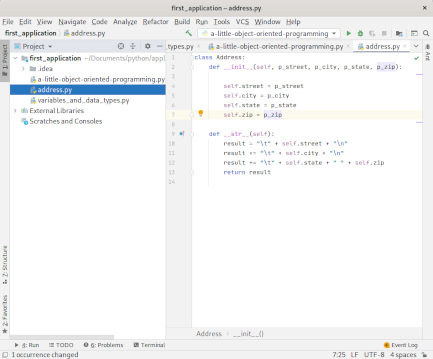 first_application – address.py
File Edit View Navigate Code Analyze Refactor Build Run Tools VCS Window Help
first_application address.py a-little-object-oriented-programming
1: Project
Project
types.py a-little-object-oriented-programming.py address.py
first_application ~/Documents/python/appl
.idea
a-little-object-oriented-programming.py
address.py
variables_and_data_types.py
External Libraries
Scratches and Consoles
1 class Address:
2 def __init__(self, p_street, p_city, p_state, p_zip):
3
4 self.street = p_street
5 self.city = p_city
6 self.state = p_state
7 self.zip = p_zip
8
9 def __str__(self):
10 result = "\t" + self.street + "\n"
11 result += "\t" + self.city + "\n"
12 result += "\t" + self.state + " " + self.zip
13 return result
14
Ant
7: Structure
2: Favorites
Address __init__()
4: Run TODO 6: Problems Terminal Event Log
1 occurrence changed 7:25 LF UTF-8 4 spaces